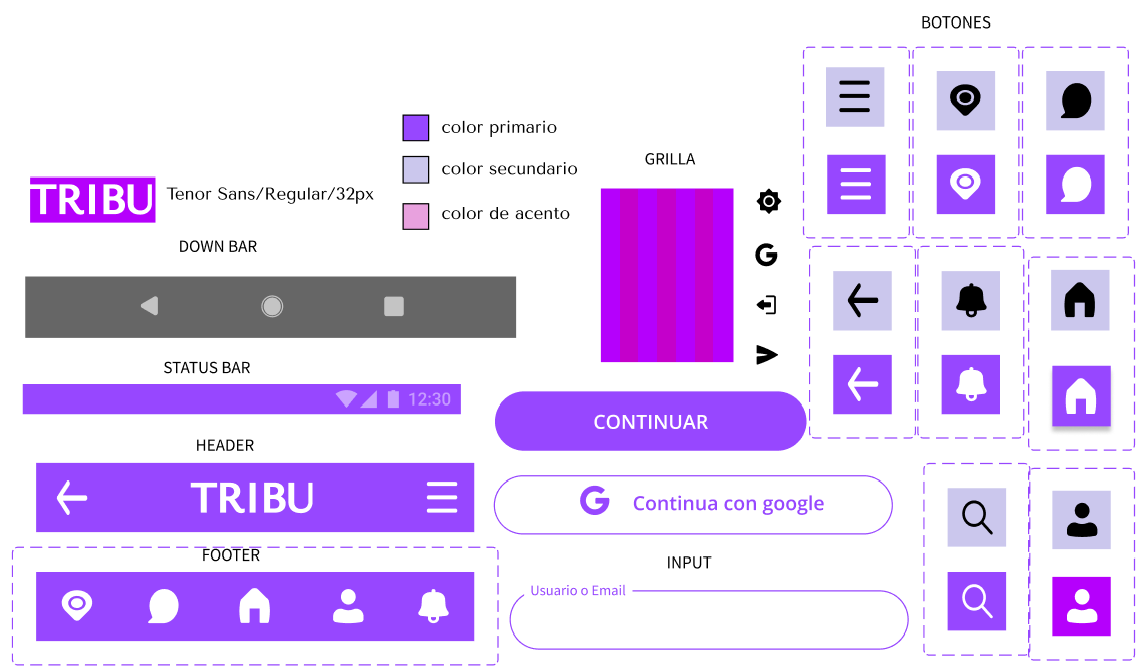 BOTONES
color primario
color secundario
color de acento
GRILLA
TRIBU
Tenor Sans/Regular/32px
DOWN BAR
STATUS BAR
12:30
CONTINUAR
HEADER
TRIBU
Continua con google
FOOTER
INPUT
Usuario o Email